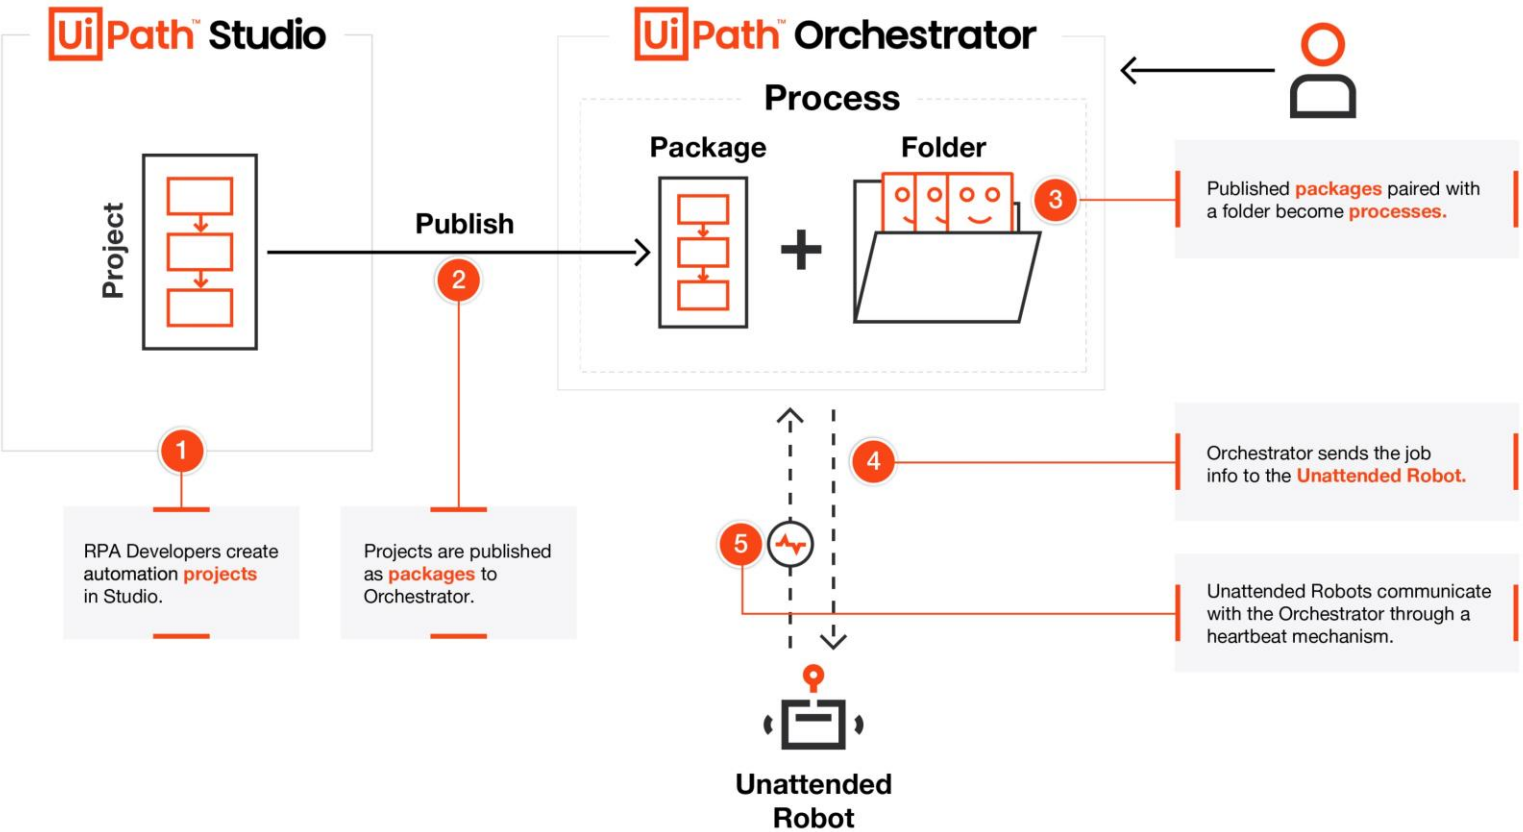 UiPath™ Studio
UiPath™ Orchestrator
Process
Package
Folder
Project
Publish
3
Published packages paired with
a folder become processes.
2
1
4
Orchestrator sends the job
info to the Unattended Robot.
5
RPA Developers create
automation projects
in Studio.
Projects are published
as packages to
Orchestrator.
Unattended Robots communicate
with the Orchestrator through a
heartbeat mechanism.
Unattended
Robot